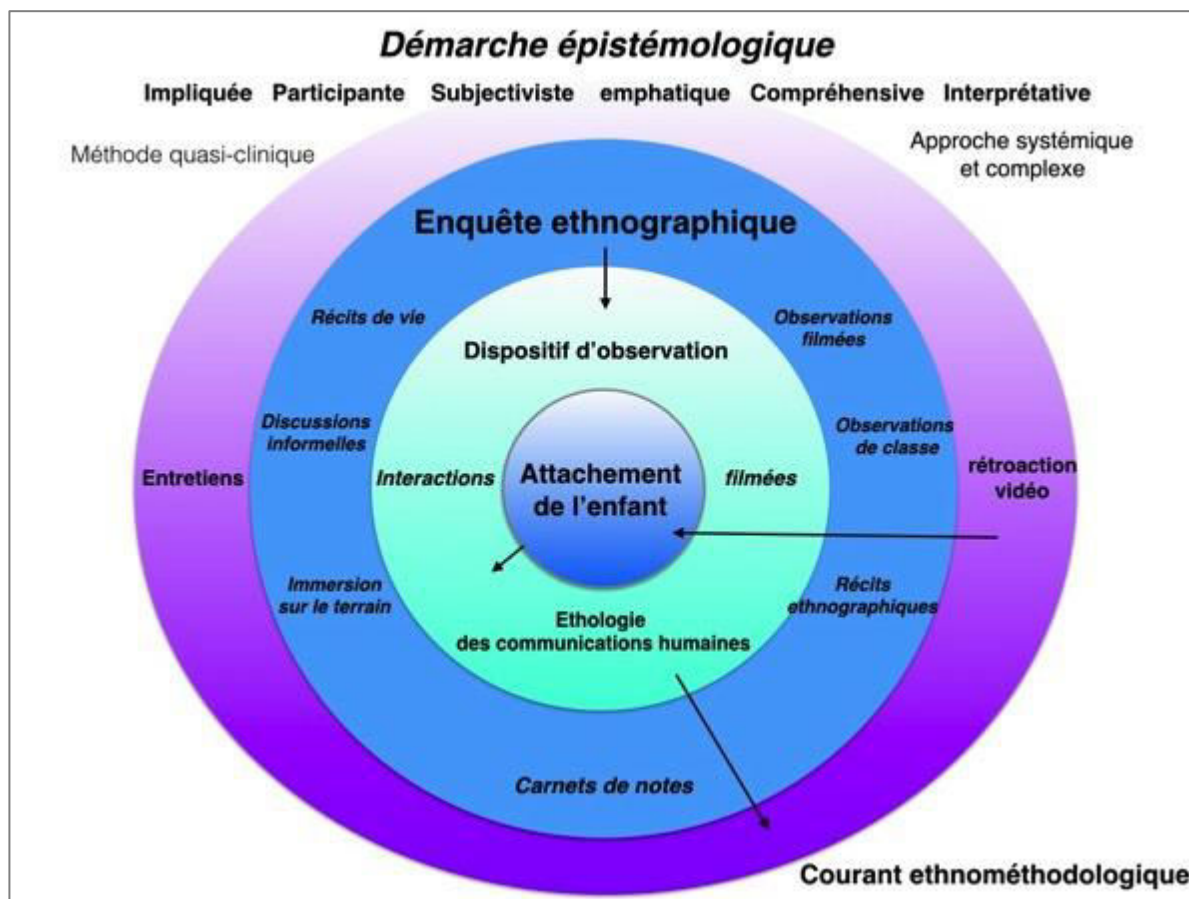 Démarche épistémologique
Impliquée Participante Subjectiviste emphatique Compréhensive Interprétative
Méthode quasi-clinique
Approche systémique
et complexe
Enquête ethnographique
Récits de vie
Observations
filmées
Dispositif d'observation
Discussions
informelles
Observations
de classe
Entretiens
Interactions
Attachement
de l'enfant
filmées
rétroaction
vidéo
Immersion
sur le terrain
Récits
ethnographiques
Ethologie
des communications humaines
Carnets de notes
Courant ethnométhodologique